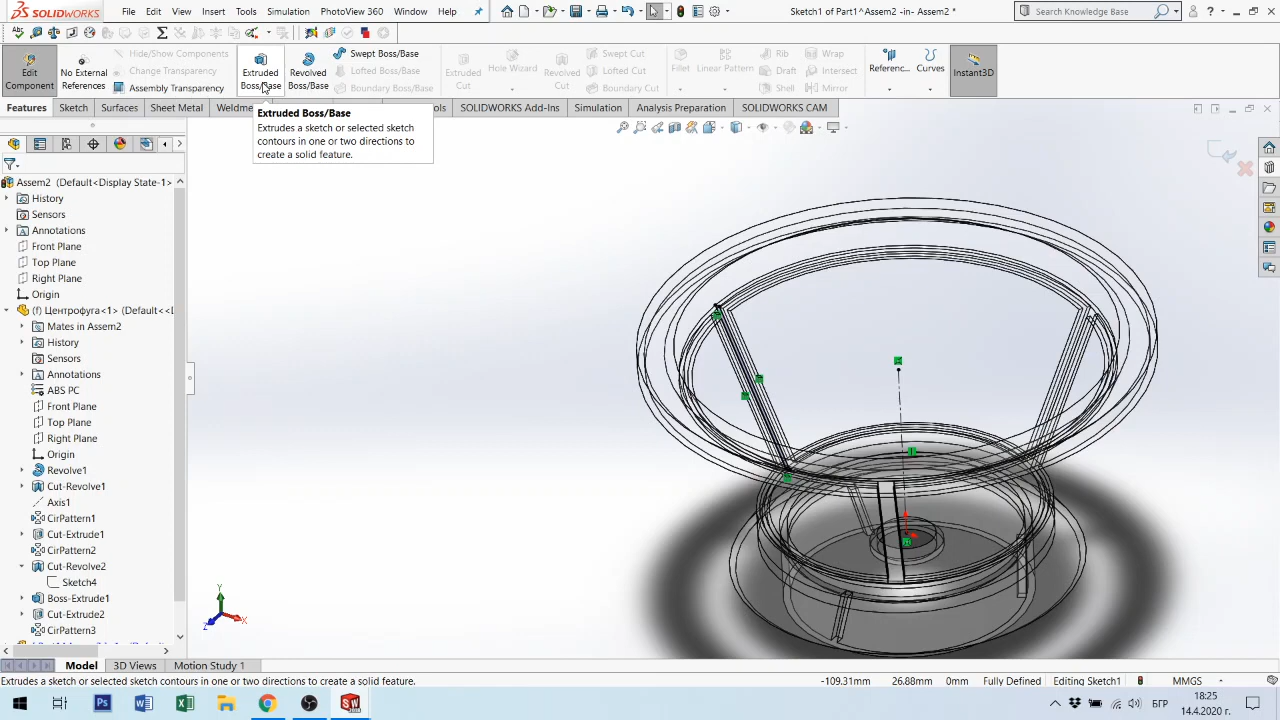 SOLIDWORKS File Edit View Insert Tools Simulation PhotoView 360 Window Help Sketch1 of Part1^Assem2 -in- Assem2 * Search Knowledge Base
Edit Component
No External References
Hide/Show Components
Change Transparency
Assembly Transparency
Extruded Boss/Base
Revolved Boss/Base
Swept Boss/Base
Lofted Boss/Base
Boundary Boss/Base
Extruded Cut
Hole Wizard
Revolved Cut
Swept Cut
Lofted Cut
Boundary Cut
Fillet
Linear Pattern
Rib
Draft
Shell
Wrap
Intersect
Mirror
Referenc...
Curves
Instant3D
Features Sketch Surfaces Sheet Metal Weldme ols SOLIDWORKS Add-Ins Simulation Analysis Preparation SOLIDWORKS CAM
Extruded Boss/Base
Extrudes a sketch or selected sketch
contours in one or two directions to
create a solid feature.
Assem2 (Default<Display State-1>
History
Sensors
Annotations
Front Plane
Top Plane
Right Plane
Origin
(f) Центрофуга<1> (Default<<D
Mates in Assem2
History
Sensors
Annotations
ABS PC
Front Plane
Top Plane
Right Plane
Origin
Revolve1
Cut-Revolve1
Axis1
CirPattern1
Cut-Extrude1
CirPattern2
Cut-Revolve2
Sketch4
Boss-Extrude1
Cut-Extrude2
CirPattern3
Y
X
Z
Model 3D Views Motion Study 1
Extrudes a sketch or selected sketch contours in one or two directions to create a solid feature. -109.31mm 26.88mm 0mm Fully Defined Editing Sketch1 MMGS
БГР 18:25
14.4.2020 г.